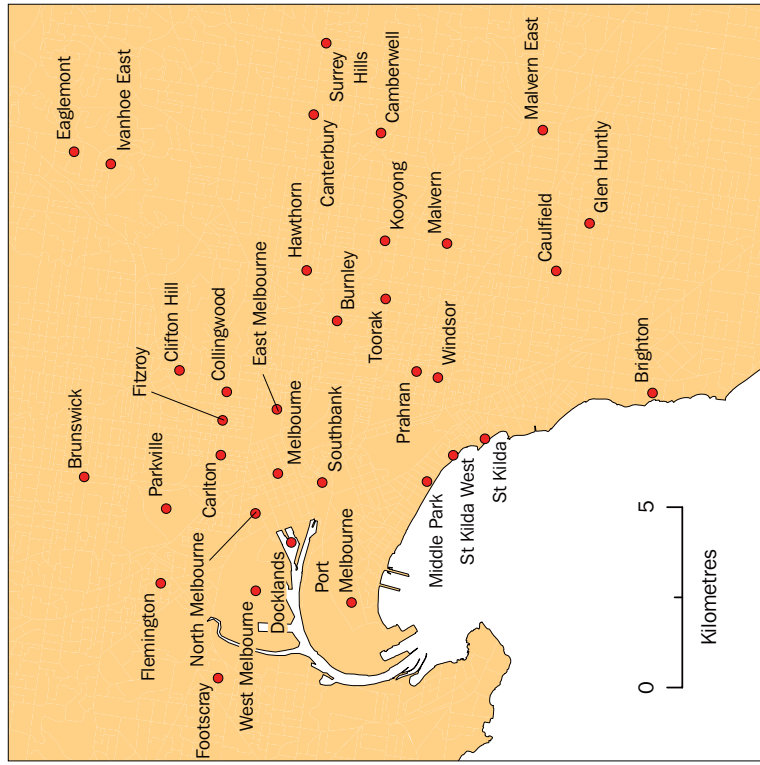 Eaglemont
Ivanhoe East
Brunswick
Fitzroy
Clifton Hill
Parkville
Collingwood
Flemington
Carlton
East Melbourne
Hawthorn
Canterbury
Surrey
Hills
Footscray
North Melbourne
West Melbourne
Melbourne
Docklands
Southbank
Burnley
Camberwell
Port
Melbourne
Toorak
Kooyong
Prahran
Windsor
Malvern
Middle Park
St Kilda West
St Kilda
Malvern East
Caulfield
Glen Huntly
Brighton
0
5
Kilometres